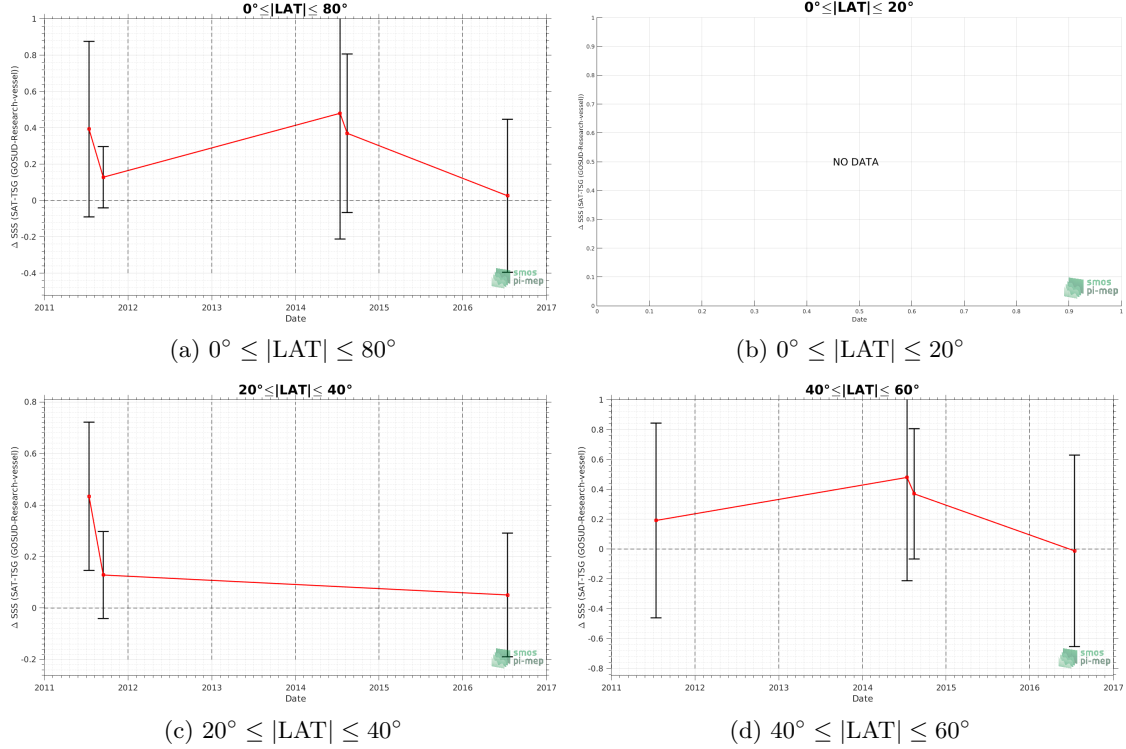 0°≤|LAT|≤ 80°
Δ SSS (SAT-TSG (GOSUD-Research-vessel))
1
0.8
0.6
0.4
0.2
0
-0.2
-0.4
2011 2012 2013 2014 2015 2016 2017
Date
smos
pi-mep
(a) 0° ≤ |LAT| ≤ 80°
0°≤|LAT|≤ 20°
Δ SSS (SAT-TSG (GOSUD-Research-vessel))
1
0.9
0.8
0.7
0.6
0.5
0.4
0.3
0.2
0.1
0
NO DATA
0 0.1 0.2 0.3 0.4 0.5 0.6 0.7 0.8 0.9 1
Date
smos
pi-mep
(b) 0° ≤ |LAT| ≤ 20°
20°≤|LAT|≤ 40°
Δ SSS (SAT-TSG (GOSUD-Research-vessel))
0.8
0.6
0.4
0.2
0
-0.2
2011 2012 2013 2014 2015 2016 2017
Date
smos
pi-mep
(c) 20° ≤ |LAT| ≤ 40°
40°≤|LAT|≤ 60°
Δ SSS (SAT-TSG (GOSUD-Research-vessel))
1
0.8
0.6
0.4
0.2
0
-0.2
-0.4
-0.6
-0.8
2011 2012 2013 2014 2015 2016 2017
Date
smos
pi-mep
(d) 40° ≤ |LAT| ≤ 60°